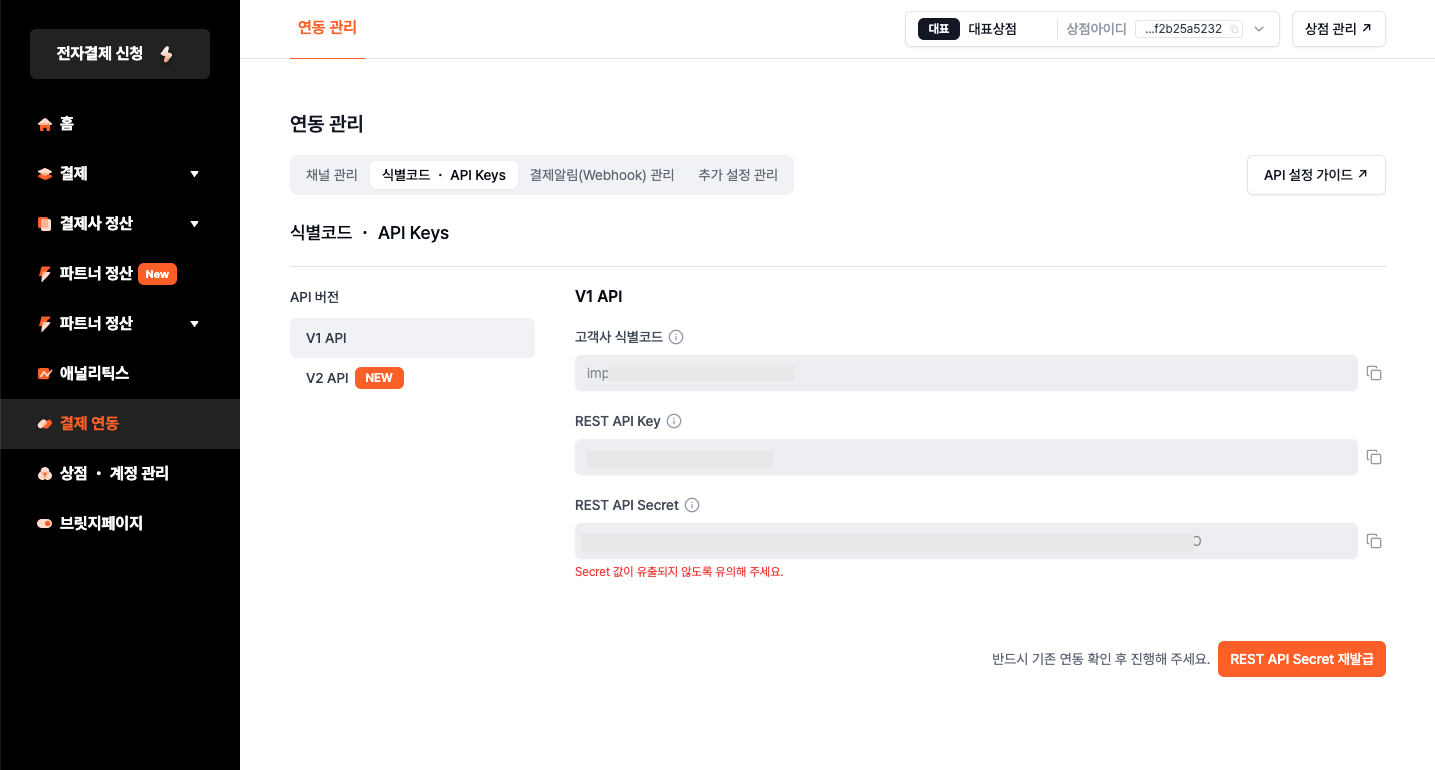 전자결제 신청
홈
결제
결제사 정산
파트너 정산 New
파트너 정산
애널리틱스
결제 연동
상점 · 계정 관리
브릿지페이지
연동 관리
대표 대표상점 상점아이디 ...f2b25a5232
상점 관리 ↗
연동 관리
채널 관리 식별코드 · API Keys 결제알림(Webhook) 관리 추가 설정 관리
API 설정 가이드 ↗
식별코드 · API Keys
API 버전
V1 API
V2 API NEW
V1 API
고객사 식별코드
imp
REST API Key
REST API Secret
Secret 값이 유출되지 않도록 유의해 주세요.
반드시 기존 연동 확인 후 진행해 주세요. REST API Secret 재발급